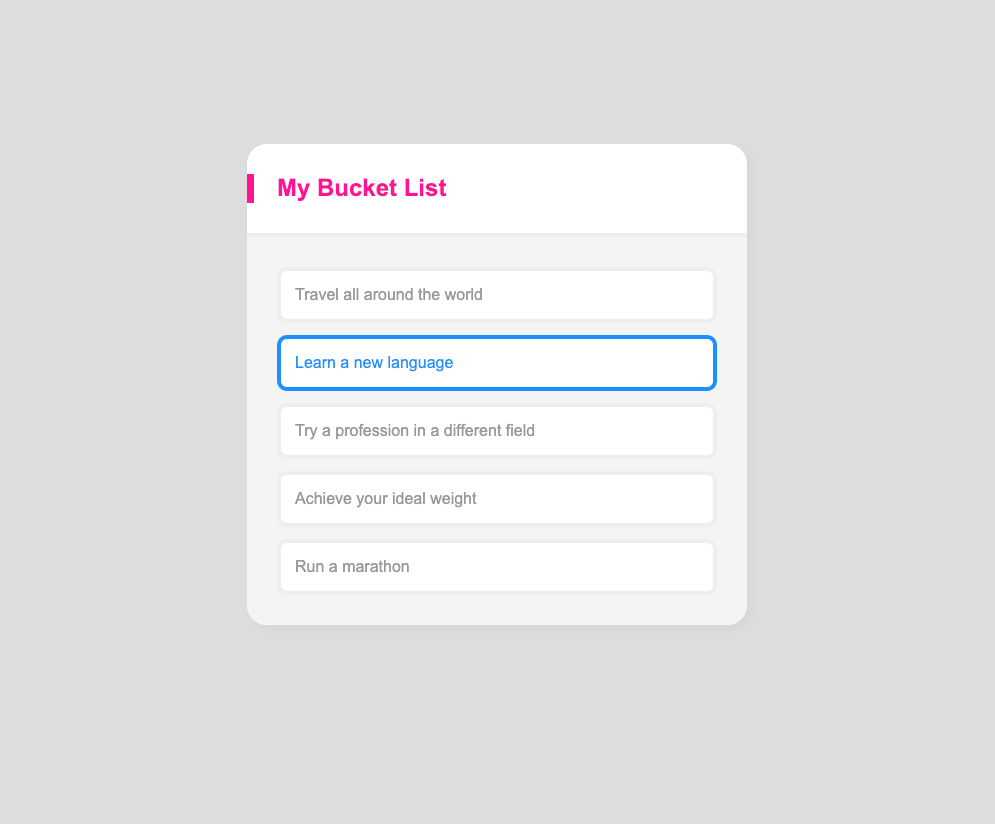 My Bucket List
Travel all around the world
Learn a new language
Try a profession in a different field
Achieve your ideal weight
Run a marathon